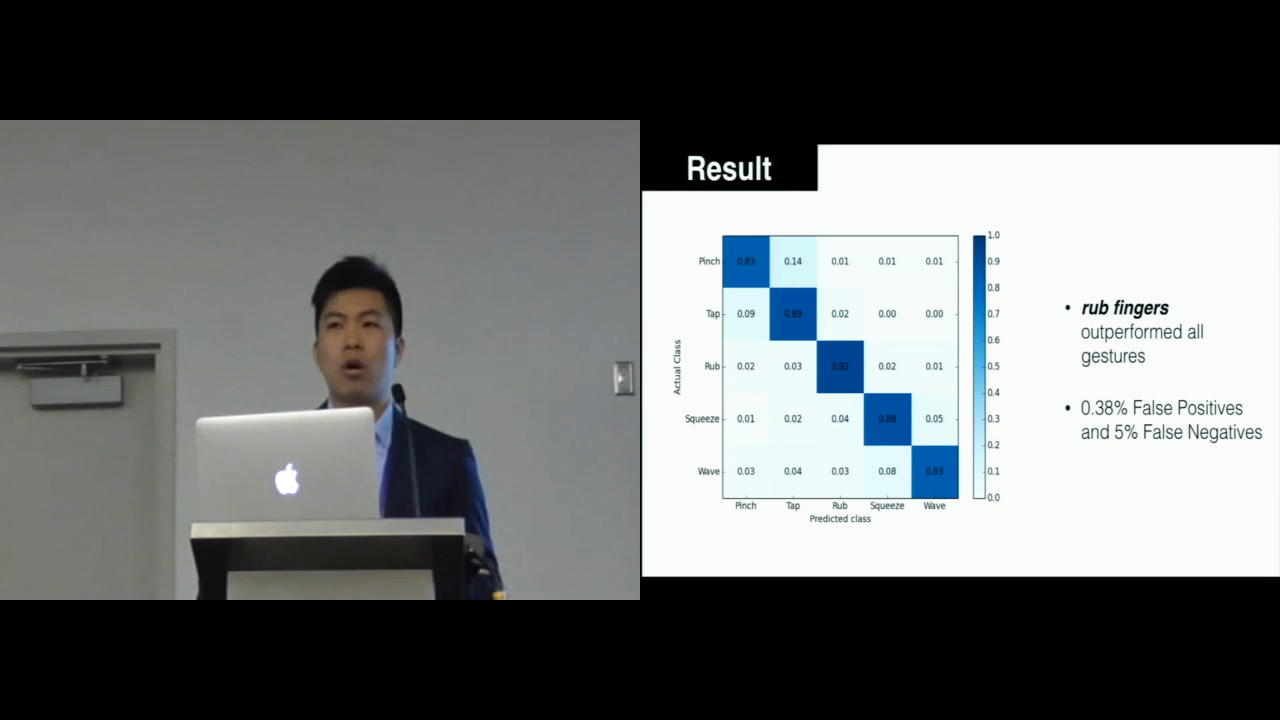 Result
1.0
0.9
0.8
0.7
0.6
0.5
0.4
0.3
0.2
0.1
0.0
Actual Class
Pinch 0.83 0.14 0.01 0.01 0.01
Tap 0.09 0.89 0.02 0.00 0.00
Rub 0.02 0.03 0.92 0.02 0.01
Squeeze 0.01 0.02 0.04 0.88 0.05
Wave 0.03 0.04 0.03 0.08 0.83
Pinch Tap Rub Squeeze Wave
Predicted class
• rub fingers
outperformed all
gestures
• 0.38% False Positives
and 5% False Negatives